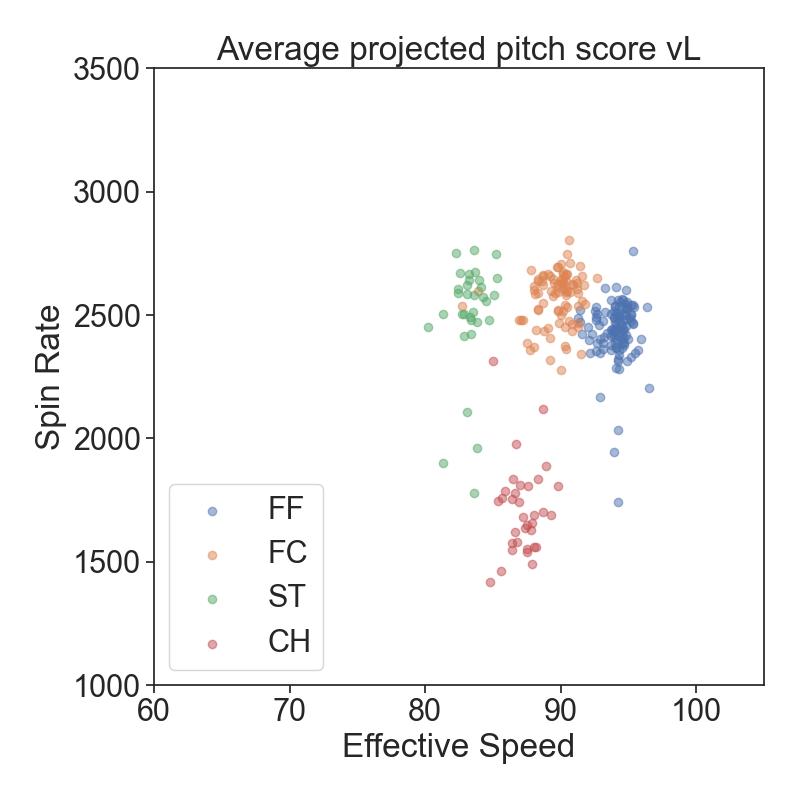 Average projected pitch score vL
3500
3000
2500
2000
1500
1000
Spin Rate
FF
FC
ST
CH
60 70 80 90 100
Effective Speed